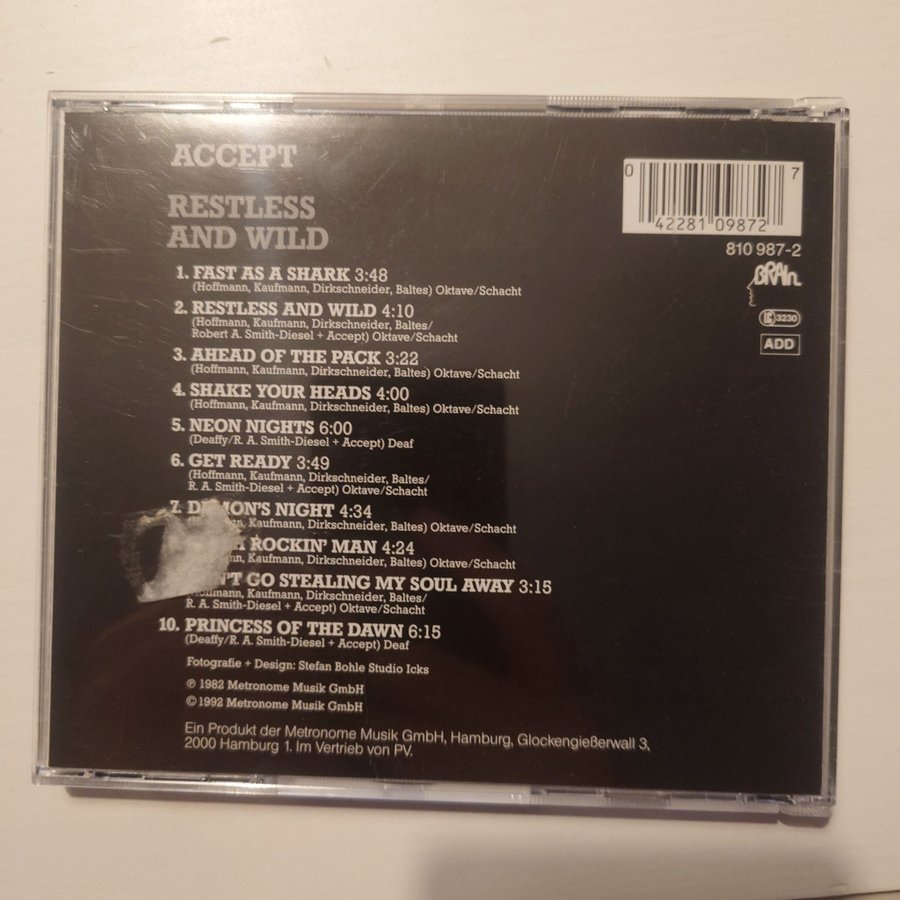 ACCEPT
RESTLESS
AND WILD
0 7
42281 09872
810 987-2
BRAIN
LC 3230
ADD
1. FAST AS A SHARK 3:48
(Hoffmann, Kaufmann, Dirkschneider, Baltes) Oktave/Schacht
2. RESTLESS AND WILD 4:10
(Hoffmann, Kaufmann, Dirkschneider, Baltes/
Robert A. Smith-Diesel + Accept) Oktave/Schacht
3. AHEAD OF THE PACK 3:22
(Hoffmann, Kaufmann, Dirkschneider, Baltes) Oktave/Schacht
4. SHAKE YOUR HEADS 4:00
(Hoffmann, Kaufmann, Dirkschneider, Baltes) Oktave/Schacht
5. NEON NIGHTS 6:00
(Deaffy/R. A. Smith-Diesel + Accept) Deaf
6. GET READY 3:49
(Hoffmann, Kaufmann, Dirkschneider, Baltes/
R. A. Smith-Diesel + Accept) Oktave/Schacht
7. NIGHT 4:34
Kaufmann, Dirkschneider, Baltes) Oktave/Schacht
ROCKIN' MAN 4:24
Kaufmann, Dirkschneider, Baltes) Oktave/Schacht
GO STEALING MY SOUL AWAY 3:15
Kaufmann, Dirkschneider, Baltes/
R. A. Smith-Diesel + Accept) Oktave/Schacht
10. PRINCESS OF THE DAWN 6:15
(Deaffy/R. A. Smith-Diesel + Accept) Deaf
Fotografie + Design: Stefan Bohle Studio Icks
℗ 1982 Metronome Musik GmbH
© 1992 Metronome Musik GmbH
Ein Produkt der Metronome Musik GmbH, Hamburg, Glockengießerwall 3,
2000 Hamburg 1. Im Vertrieb von PV.